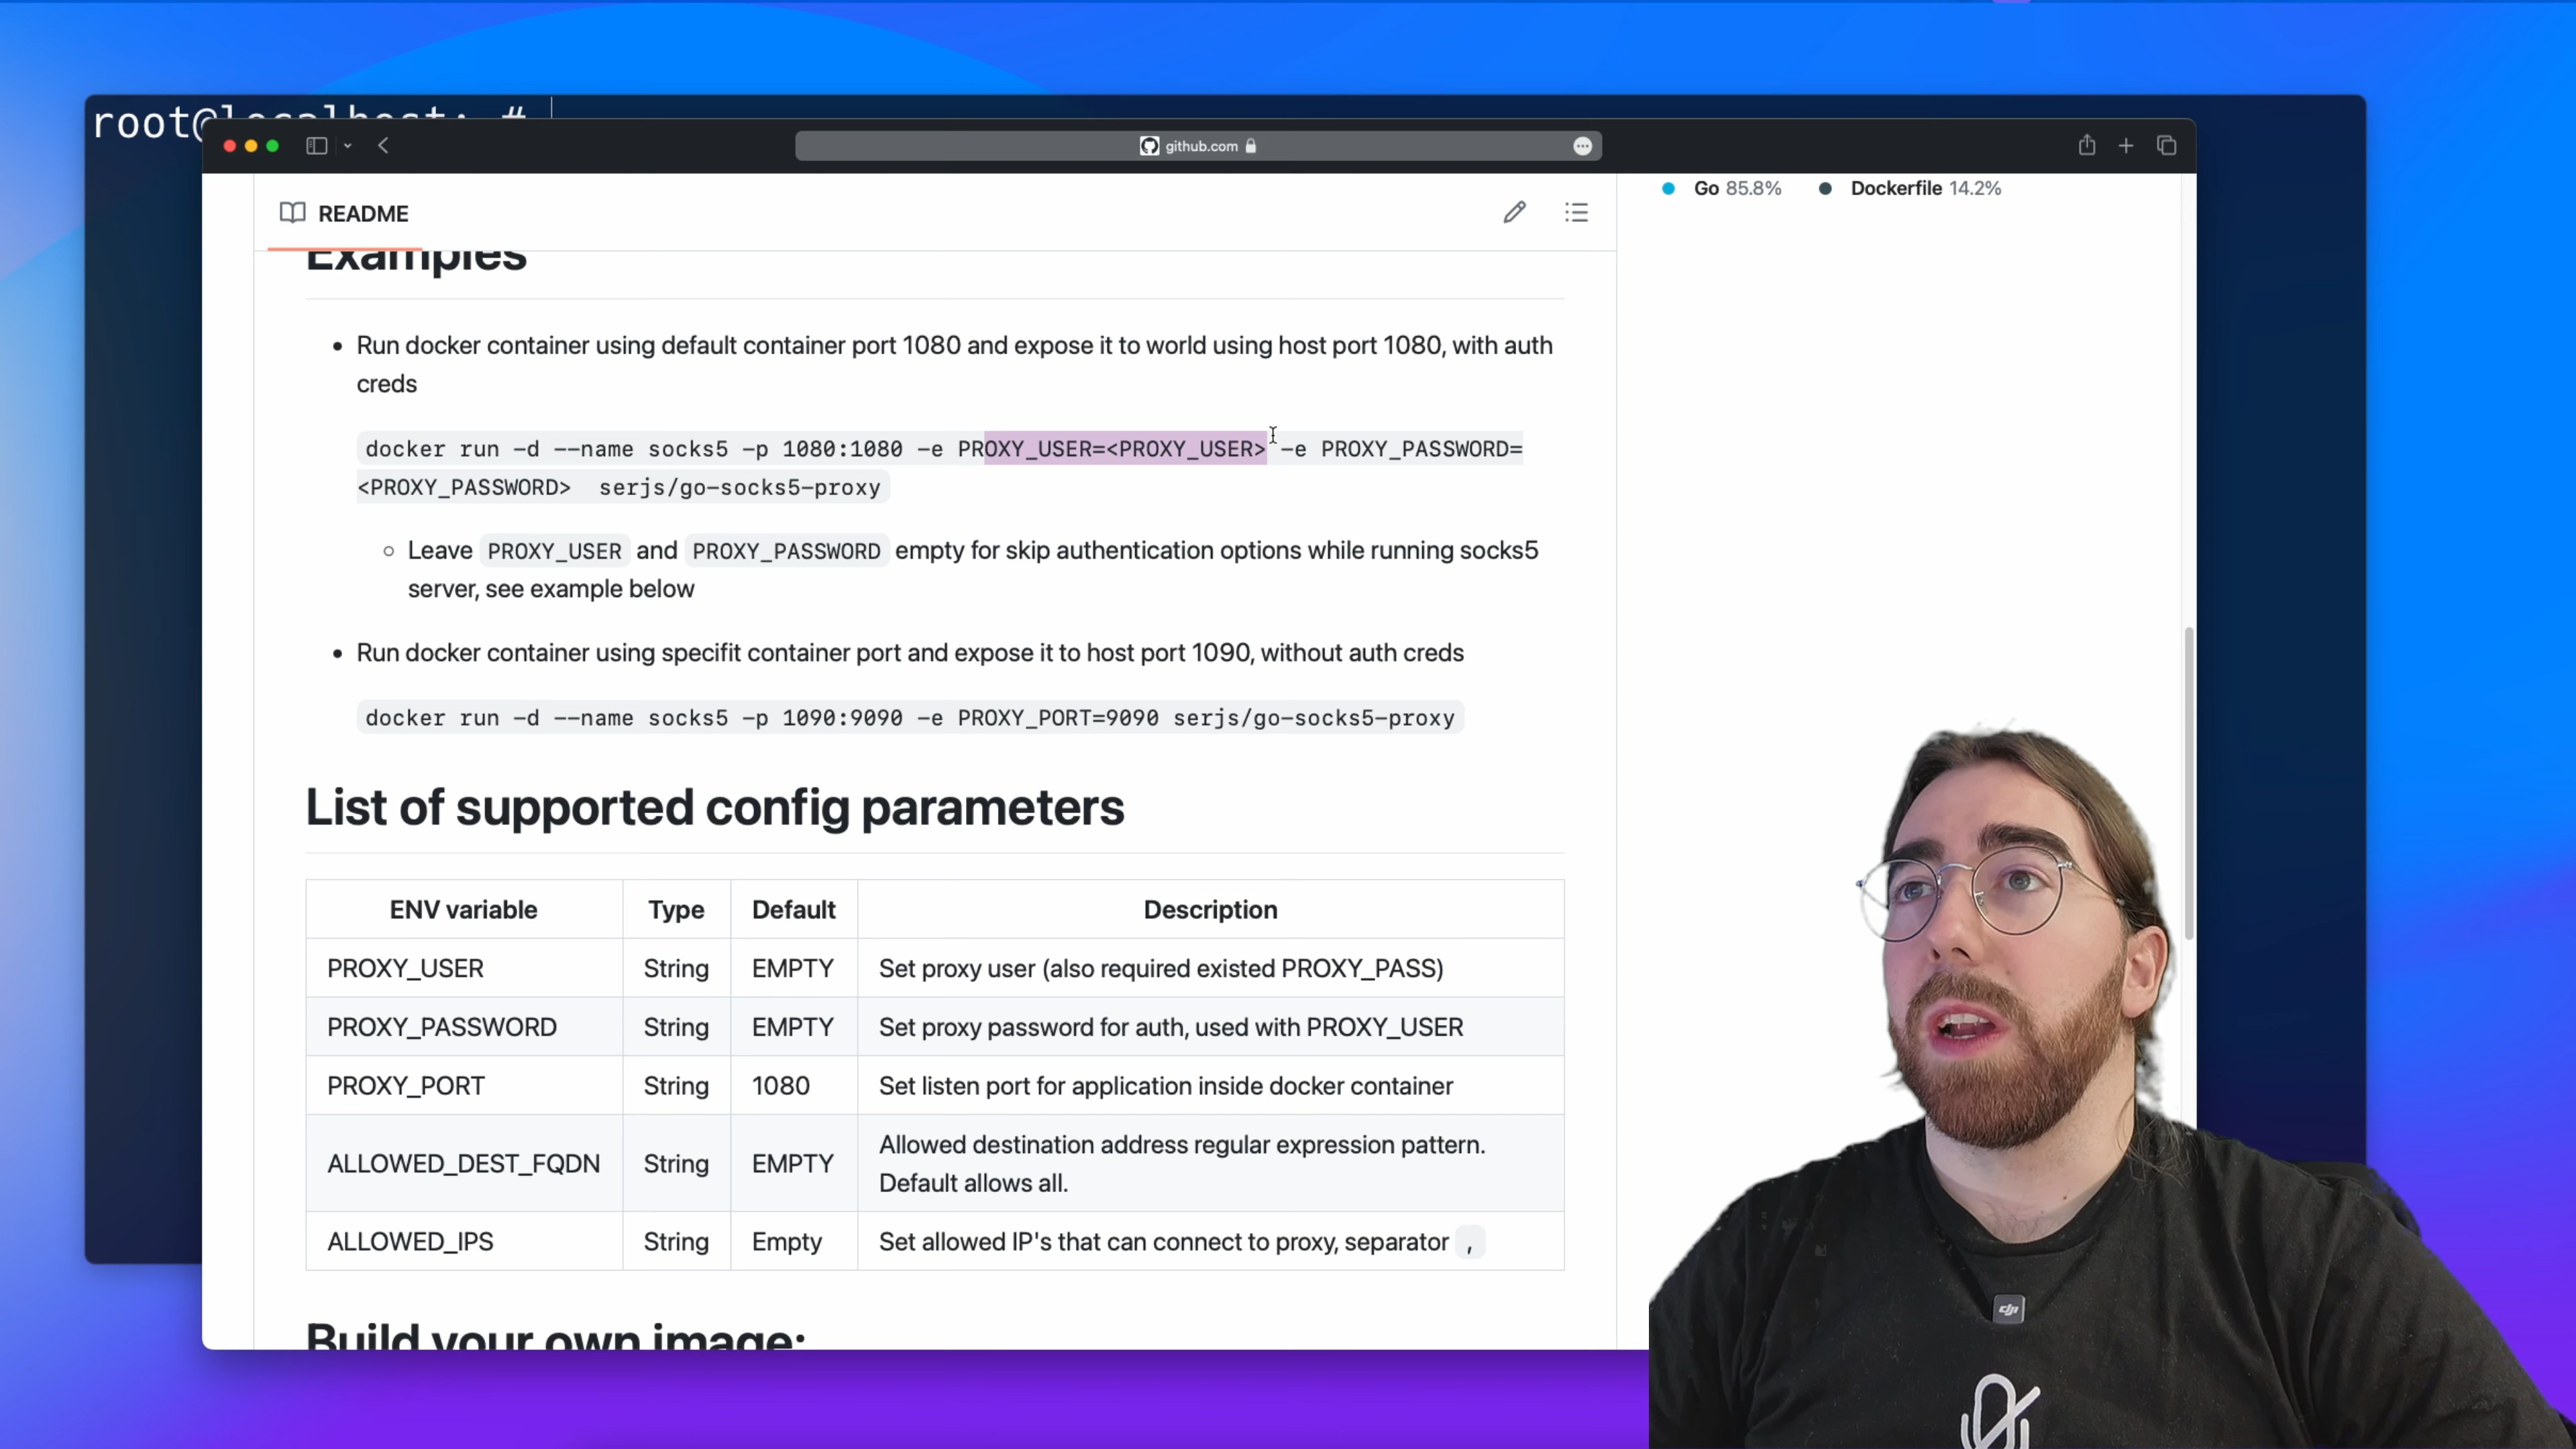 root@localhost: #
github.com
Go 85.8% Dockerfile 14.2%
README
Examples
Run docker container using default container port 1080 and expose it to world using host port 1080, with auth
creds
docker run -d --name socks5 -p 1080:1080 -e PROXY_USER=<PROXY_USER> -e PROXY_PASSWORD=
<PROXY_PASSWORD> serjs/go-socks5-proxy
Leave PROXY_USER and PROXY_PASSWORD empty for skip authentication options while running socks5
server, see example below
Run docker container using specifit container port and expose it to host port 1090, without auth creds
docker run -d --name socks5 -p 1090:9090 -e PROXY_PORT=9090 serjs/go-socks5-proxy
List of supported config parameters
ENV variable Type Default Description
PROXY_USER String EMPTY Set proxy user (also required existed PROXY_PASS)
PROXY_PASSWORD String EMPTY Set proxy password for auth, used with PROXY_USER
PROXY_PORT String 1080 Set listen port for application inside docker container
ALLOWED_DEST_FQDN String EMPTY Allowed destination address regular expression pattern.
Default allows all.
ALLOWED_IPS String Empty Set allowed IP's that can connect to proxy, separator ,
Build your own image:
dji